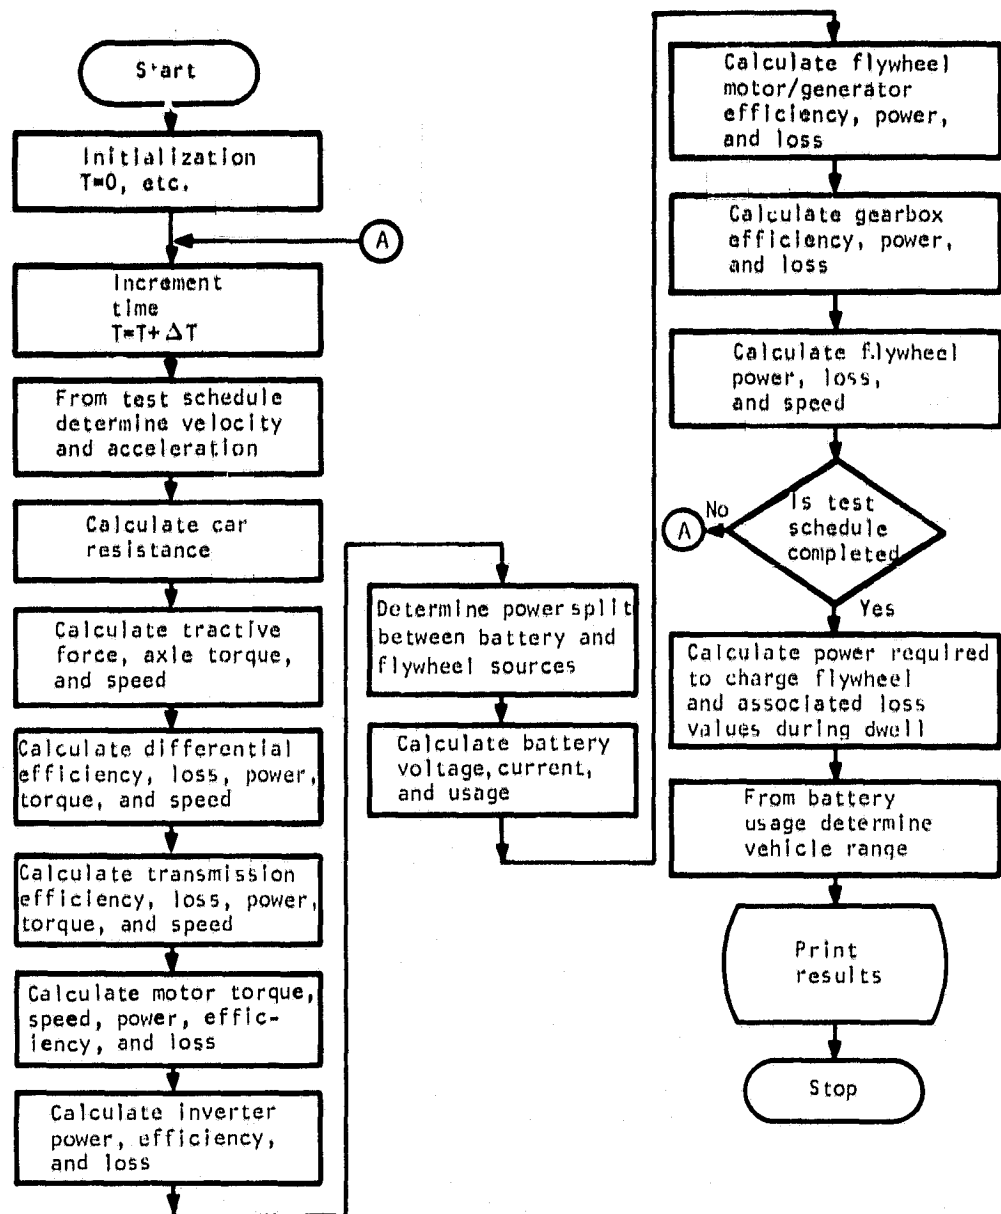 Start
Initialization
T=0, etc.
A
Increment
time
T=T+ΔT
From test schedule
determine velocity
and acceleration
Calculate car
resistance
Calculate tractive
force, axle torque,
and speed
Calculate differential
efficiency, loss, power,
torque, and speed
Calculate transmission
efficiency, loss, power,
torque, and speed
Calculate motor torque,
speed, power, effic-
iency, and loss
Calculate inverter
power, efficiency,
and loss
Determine power split
between battery and
flywheel sources
Calculate battery
voltage, current,
and usage
Calculate flywheel
motor/generator
efficiency, power,
and loss
Calculate gearbox
efficiency, power,
and loss
Calculate flywheel
power, loss,
and speed
Is test
schedule
completed
No
A
Yes
Calculate power required
to charge flywheel
and associated loss
values during dwell
From battery
usage determine
vehicle range
Print
results
Stop